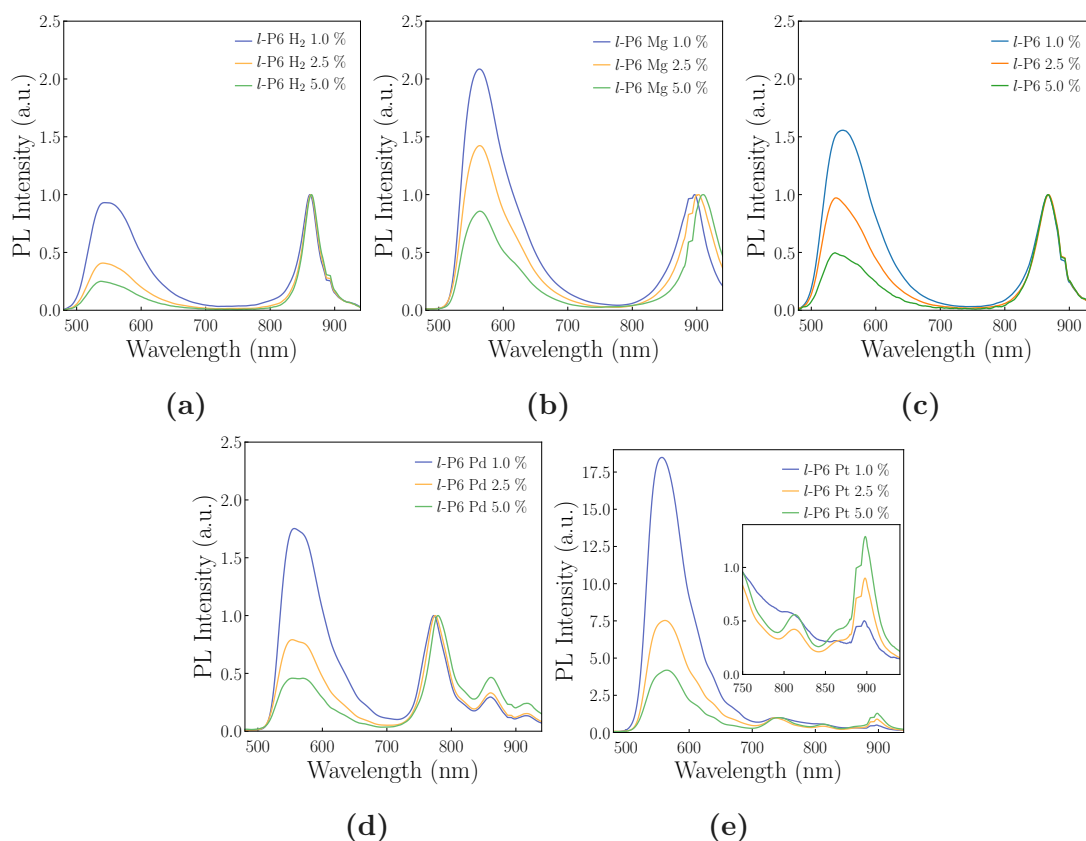 2.5
2.0
1.5
1.0
0.5
0.0
PL Intensity (a.u.)
l-P6 H₂ 1.0 %
l-P6 H₂ 2.5 %
l-P6 H₂ 5.0 %
500 600 700 800 900
Wavelength (nm)
(a)
2.5
2.0
1.5
1.0
0.5
0.0
PL Intensity (a.u.)
l-P6 Mg 1.0 %
l-P6 Mg 2.5 %
l-P6 Mg 5.0 %
500 600 700 800 900
Wavelength (nm)
(b)
2.5
2.0
1.5
1.0
0.5
0.0
PL Intensity (a.u.)
l-P6 1.0 %
l-P6 2.5 %
l-P6 5.0 %
500 600 700 800 900
Wavelength (nm)
(c)
2.5
2.0
1.5
1.0
0.5
0.0
PL Intensity (a.u.)
l-P6 Pd 1.0 %
l-P6 Pd 2.5 %
l-P6 Pd 5.0 %
500 600 700 800 900
Wavelength (nm)
(d)
17.5
15.0
12.5
10.0
7.5
5.0
2.5
0.0
PL Intensity (a.u.)
l-P6 Pt 1.0 %
l-P6 Pt 2.5 %
l-P6 Pt 5.0 %
1.0
0.5
0.0
750 800 850 900
500 600 700 800 900
Wavelength (nm)
(e)